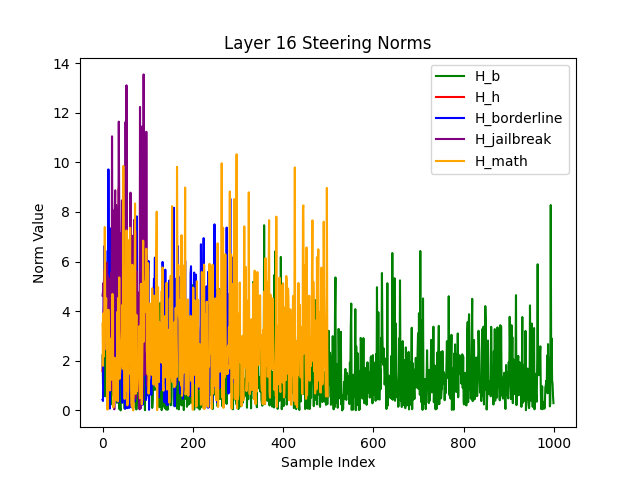 Layer 16 Steering Norms
Norm Value
14
12
10
8
6
4
2
0
H_b
H_h
H_borderline
H_jailbreak
H_math
0
200
400
600
800
1000
Sample Index